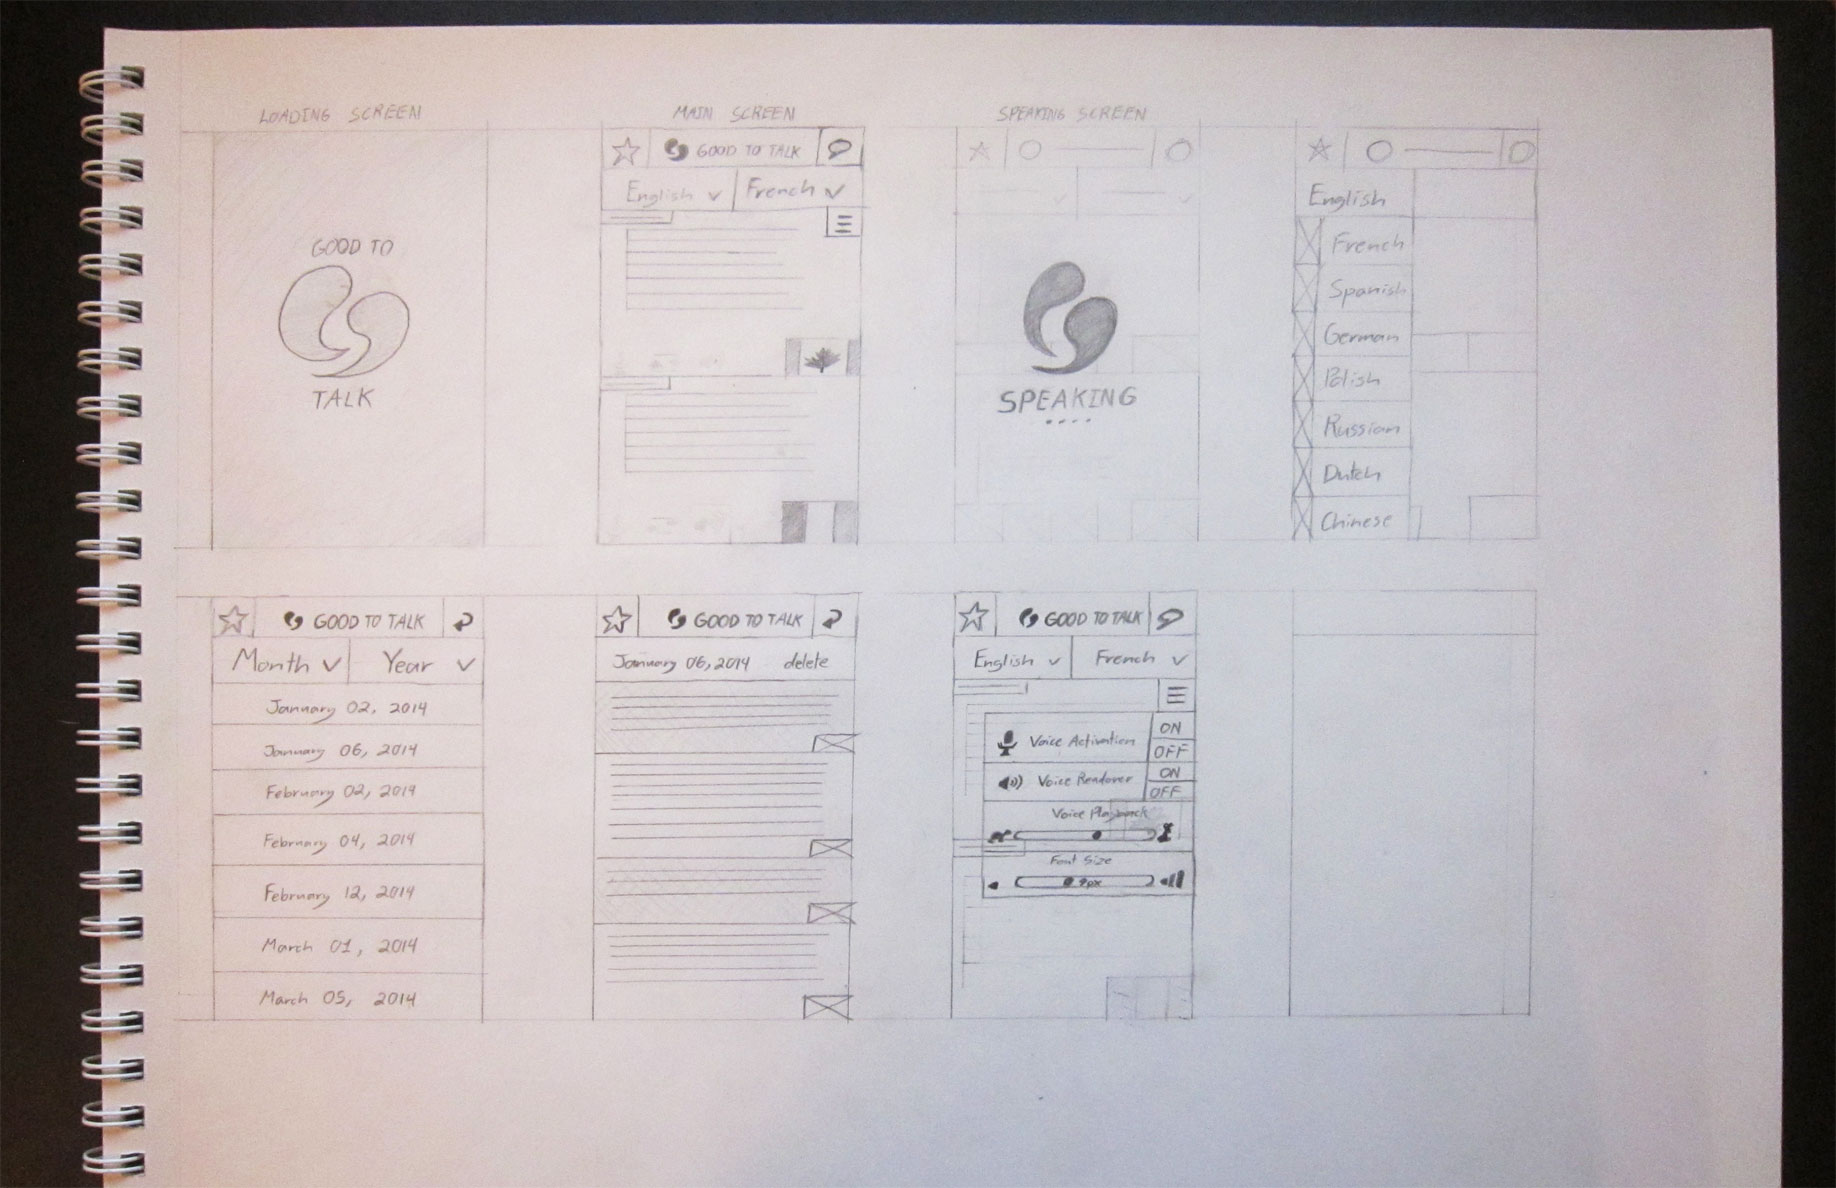 LOADING SCREEN
GOOD TO
TALK
MAIN SCREEN
GOOD TO TALK
English French
SPEAKING SCREEN
SPEAKING
....
English
French
Spanish
German
Polish
Russian
Dutch
Chinese
GOOD TO TALK
Month Year
January 02, 2014
January 06, 2014
February 02, 2014
February 04, 2014
February 12, 2014
March 01, 2014
March 05, 2014
GOOD TO TALK
January 06, 2014 delete
GOOD TO TALK
English French
Voice Activation ON
OFF
Voice Readover ON
OFF
Voice Playback
Font Size
9px